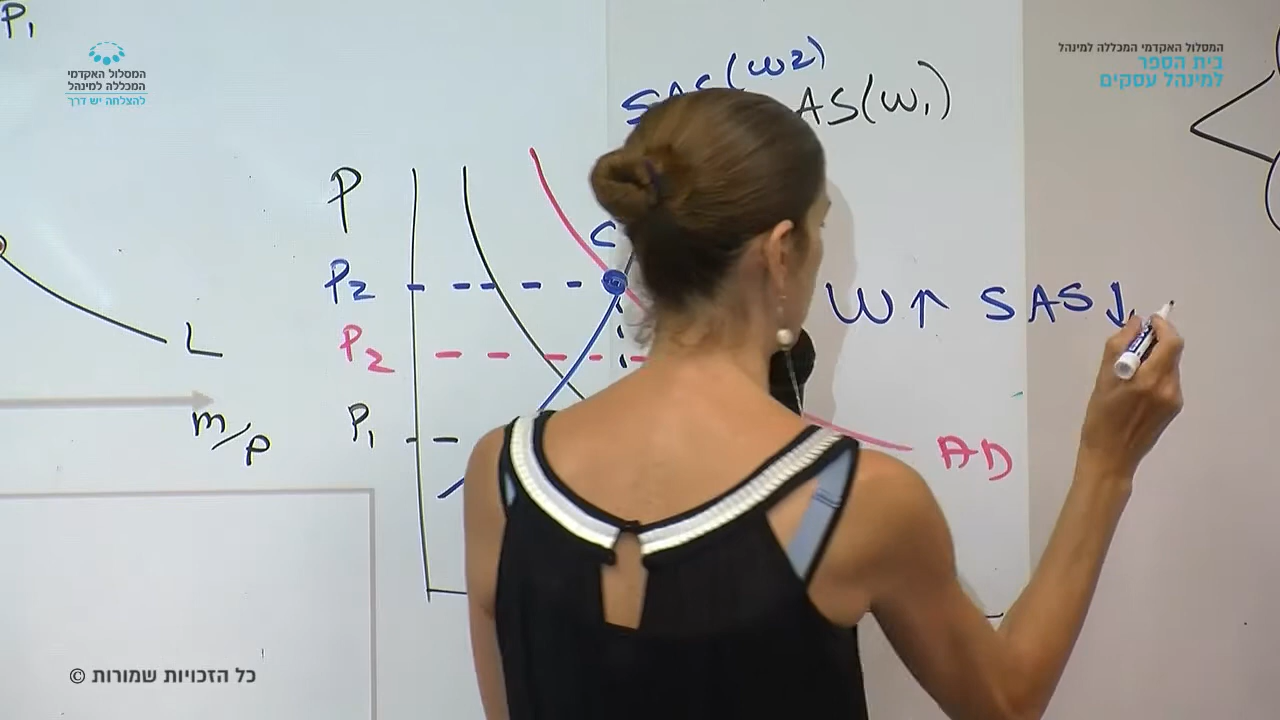 P₁
המסלול האקדמי
המכללה למינהל
להצלחה יש דרך
המסלול האקדמי המכללה למינהל
בית הספר
למינהל עסקים
SAS(W2)
AS(W₁)
P
C
P2
W↑ SAS↓
P2
L
P₁
m/p
AD
כל הזכויות שמורות ©